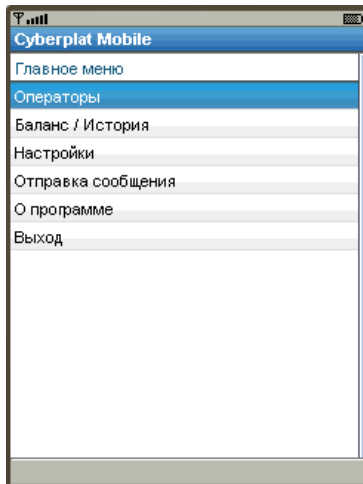 Cyberplat Mobile
Главное меню
Операторы
Баланс / История
Настройки
Отправка сообщения
О программе
Выход